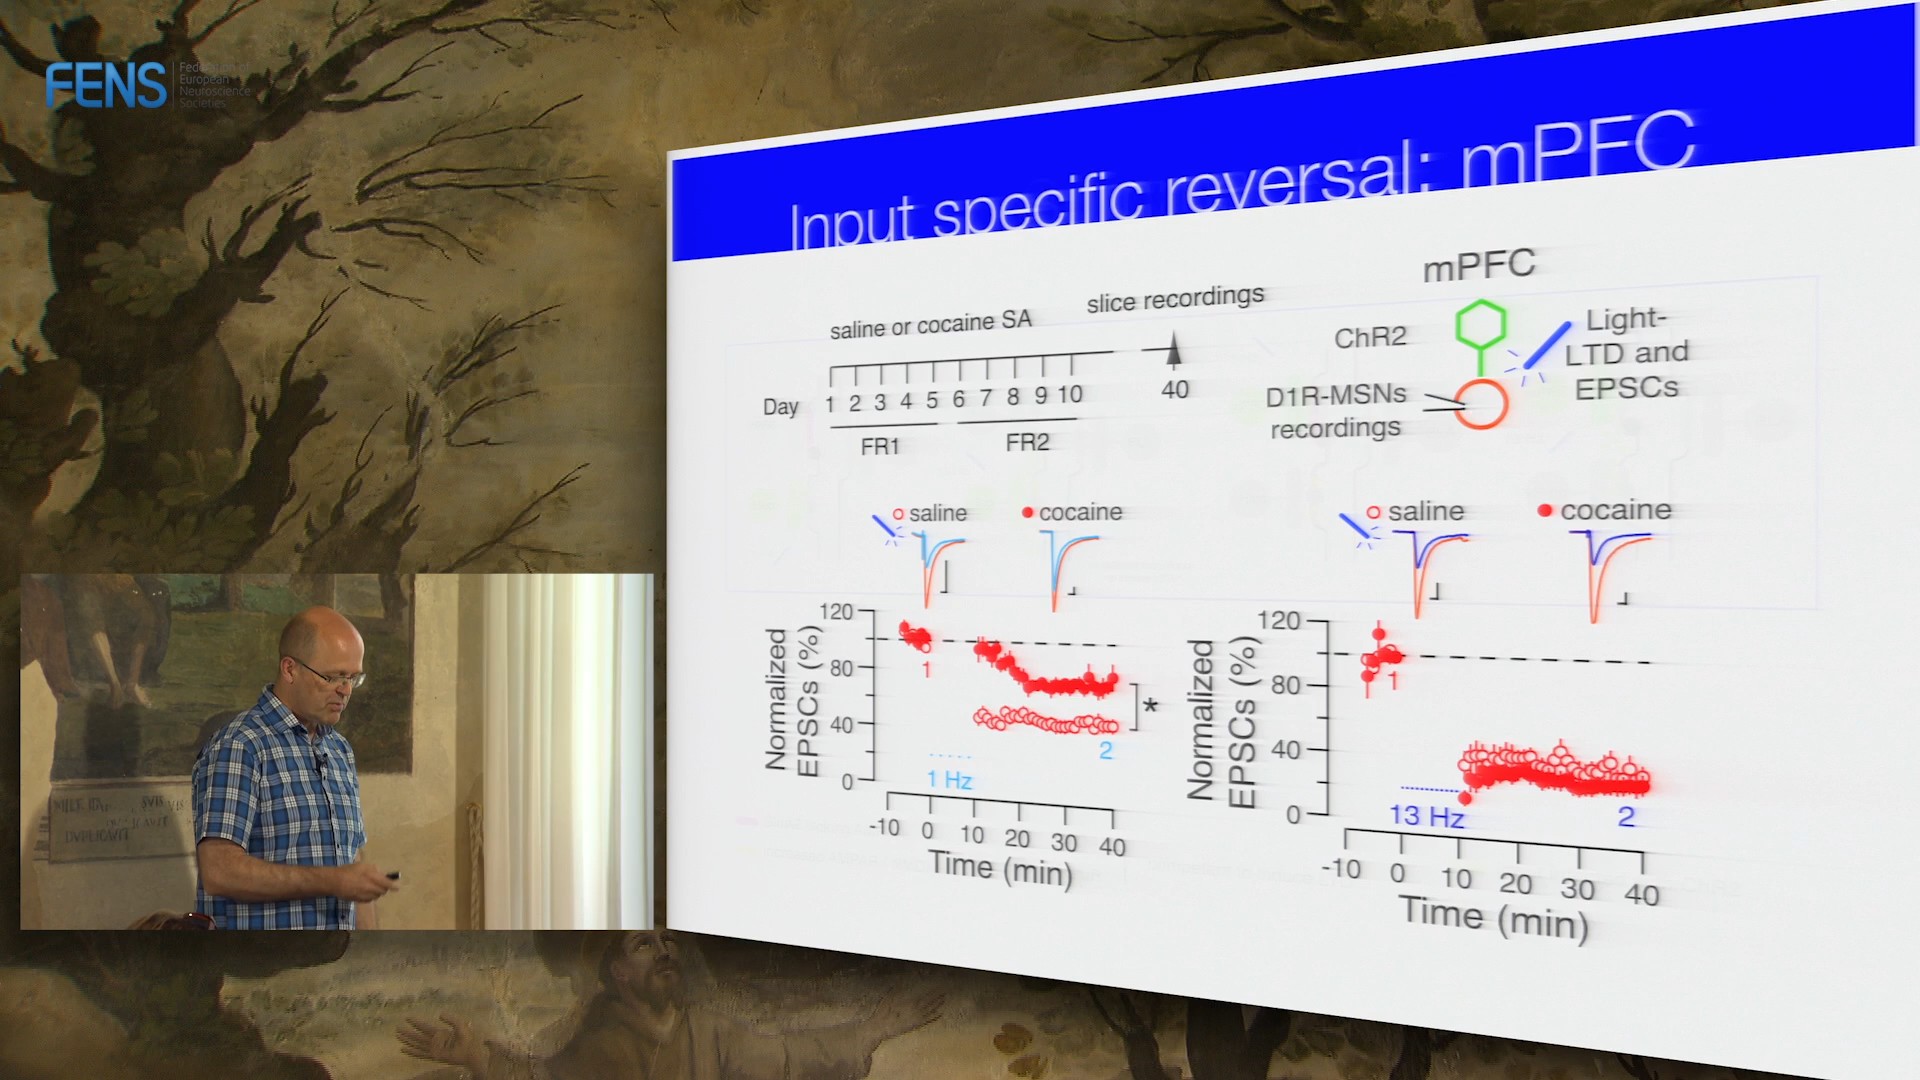 FENS
Federation of
European
Neuroscience
Societies
Input specific reversal: mPFC
saline or cocaine SA
slice recordings
Day
1 2 3 4 5 6 7 8 9 10
40
FR1
FR2
mPFC
ChR2
Light-
LTD and
EPSCs
D1R-MSNs
recordings
saline
cocaine
Normalized
EPSCs (%)
120
80
40
0
1
*
2
1 Hz
-10 0 10 20 30 40
Time (min)
saline
cocaine
Normalized
EPSCs (%)
120
80
40
0
1
13 Hz
2
-10 0 10 20 30 40
Time (min)